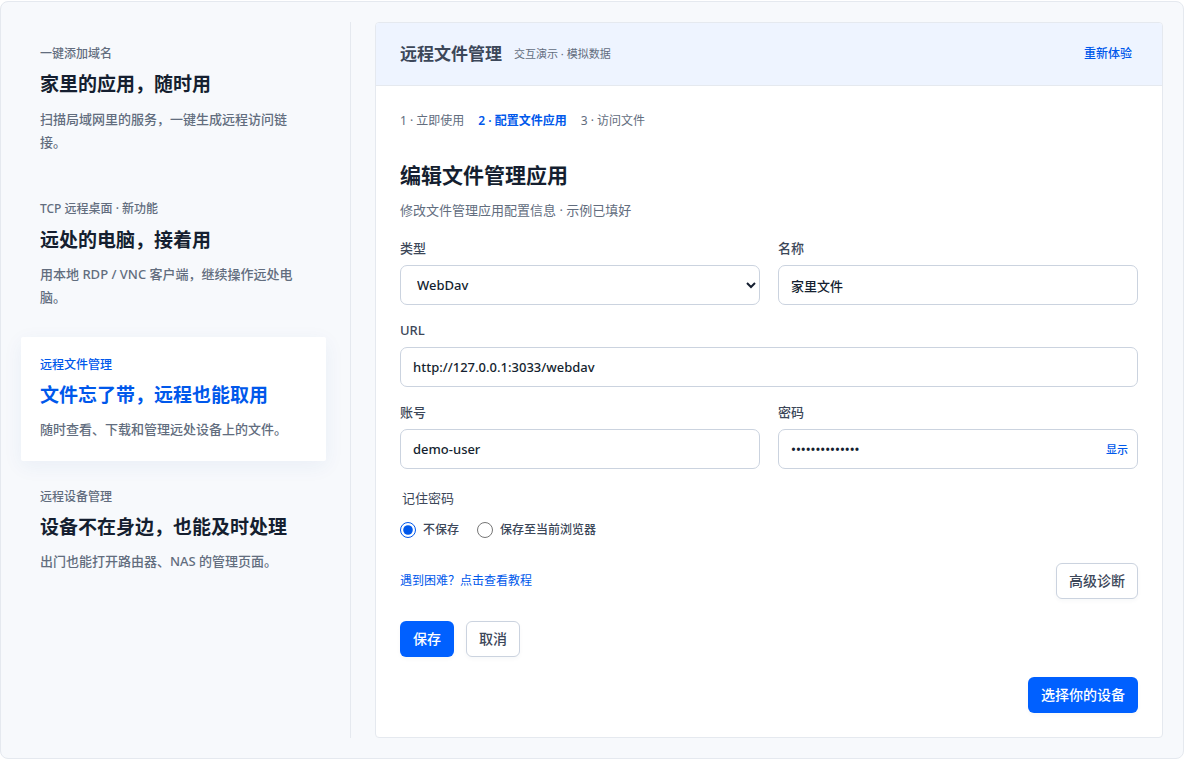 一键添加域名
家里的应用，随时用
扫描局域网里的服务，一键生成远程访问链
接。
TCP 远程桌面 · 新功能
远处的电脑，接着用
用本地 RDP / VNC 客户端，继续操作远处电
脑。
远程文件管理
文件忘了带，远程也能取用
随时查看、下载和管理远处设备上的文件。
远程设备管理
设备不在身边，也能及时处理
出门也能打开路由器、NAS 的管理页面。
远程文件管理 交互演示 · 模拟数据 重新体验
1 · 立即使用 2 · 配置文件应用 3 · 访问文件
编辑文件管理应用
修改文件管理应用配置信息 · 示例已填好
类型 名称
WebDav 家里文件
URL
http://127.0.0.1:3033/webdav
账号 密码
demo-user •••••••••••••• 显示
记住密码
不保存 保存至当前浏览器
遇到困难？点击查看教程 高级诊断
保存 取消
选择你的设备